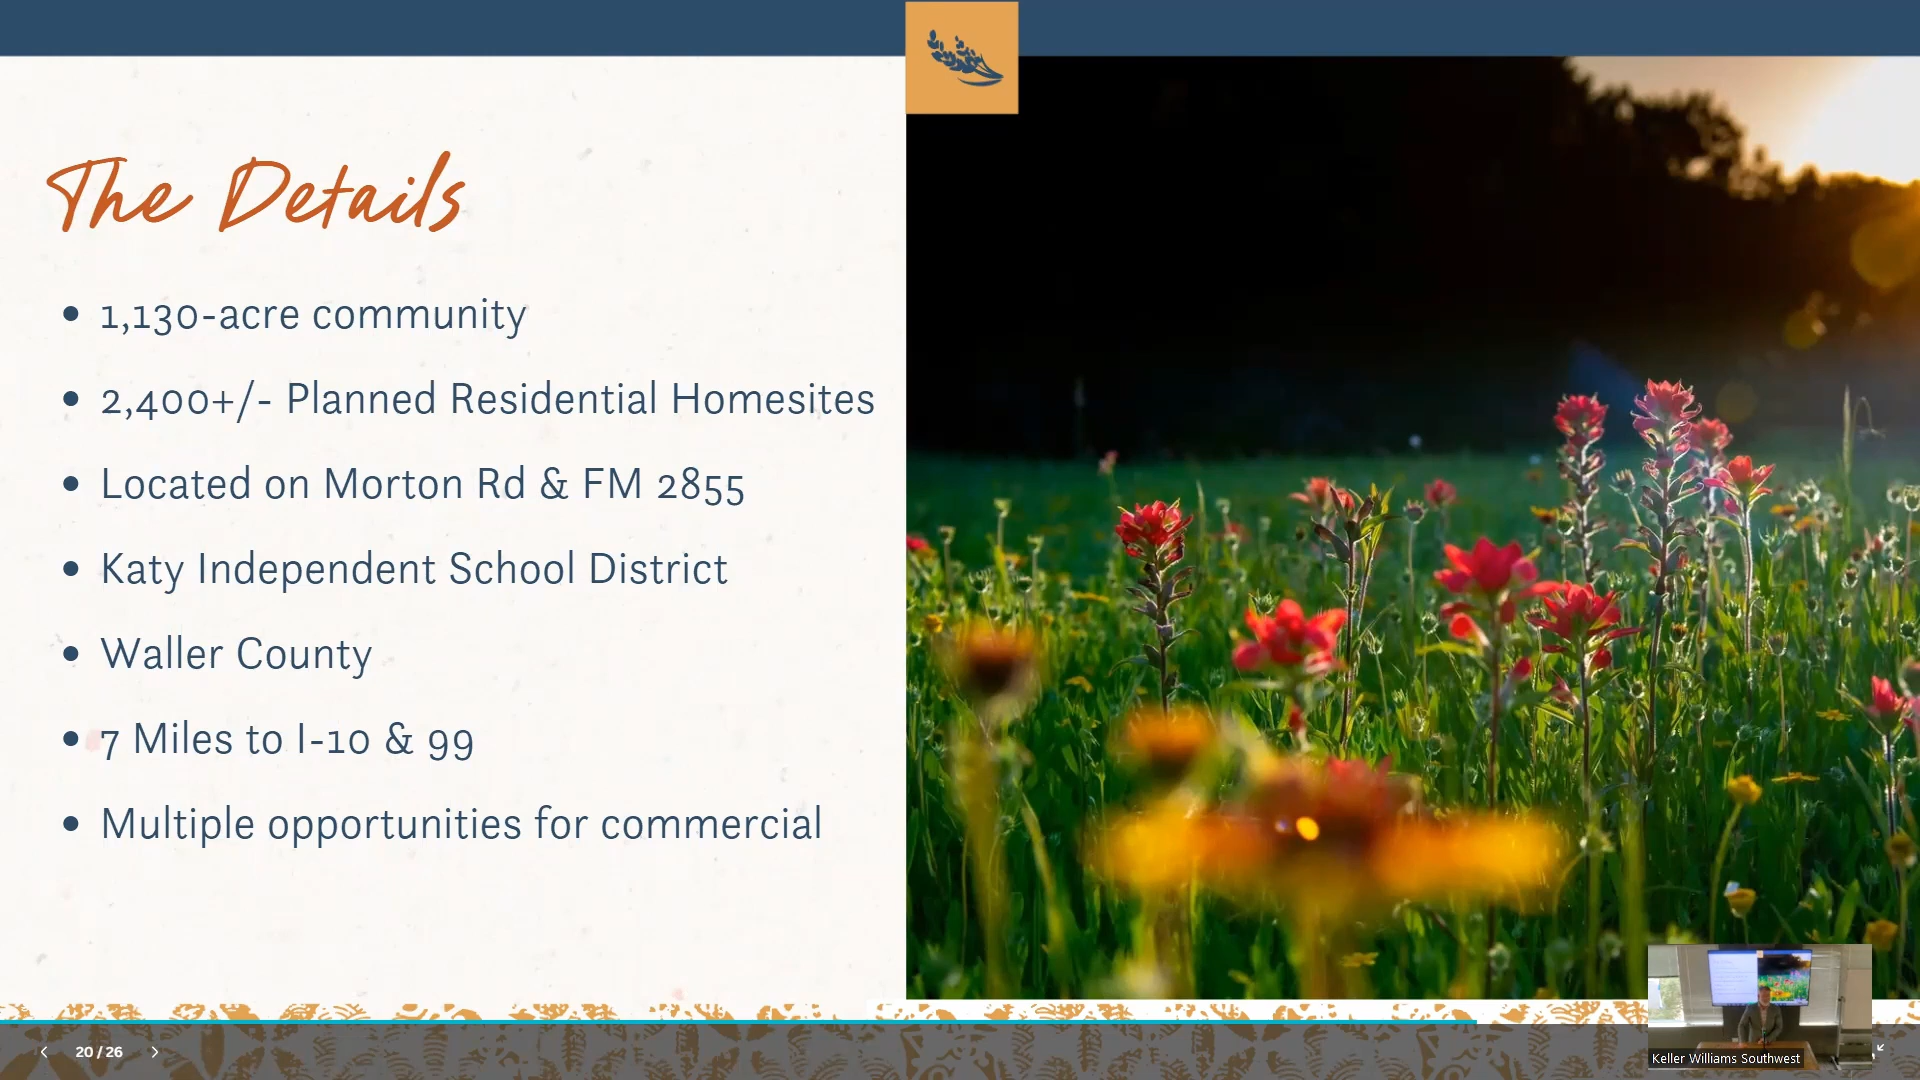 The Details
1,130-acre community
2,400+/- Planned Residential Homesites
Located on Morton Rd & FM 2855
Katy Independent School District
Waller County
7 Miles to I-10 & 99
Multiple opportunities for commercial
20 / 26
Keller Williams Southwest